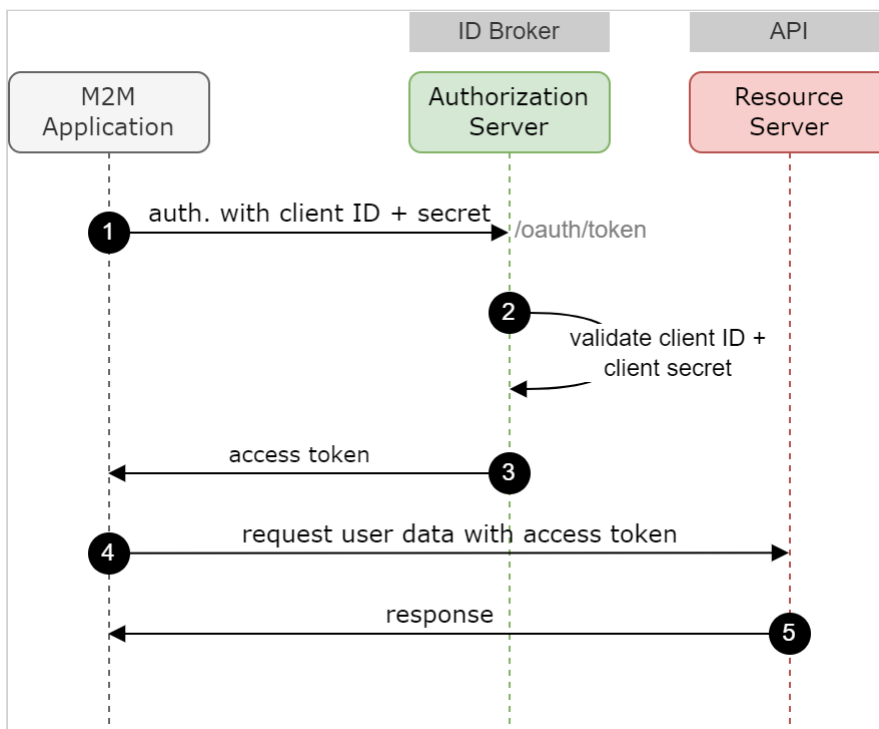 ID Broker
API
M2M
Application
Authorization
Server
Resource
Server
1
auth. with client ID + secret
/oauth/token
2
validate client ID +
client secret
access token
3
4
request user data with access token
response
5